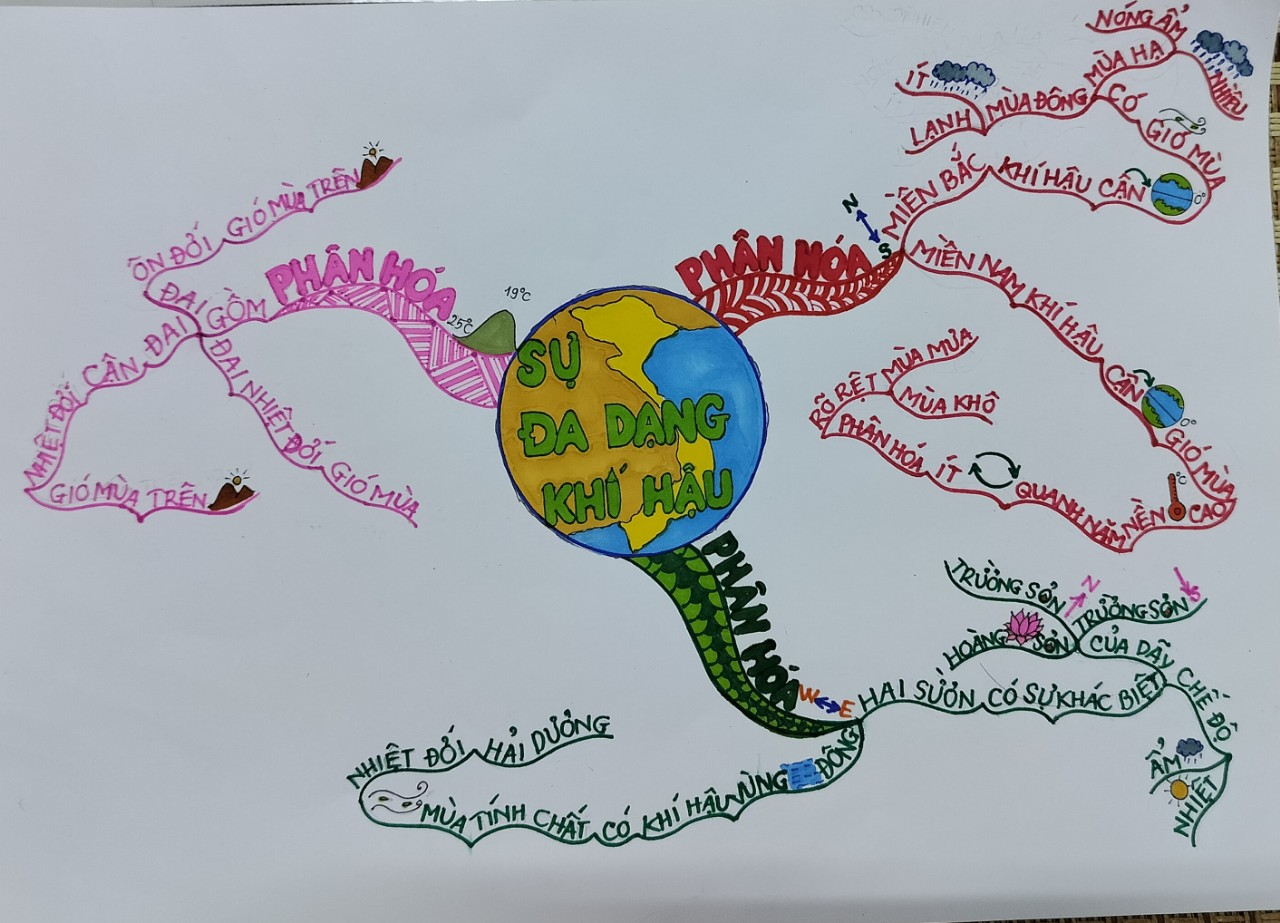 SỰ
ĐA DẠNG
KHÍ HẬU
PHÂN HÓA
N
S
MIỀN BẮC
KHÍ HẬU CẬN
0°
GIÓ MÙA
CÓ
MÙA HẠ
NÓNG ẨM
NHIỀU
MÙA ĐÔNG
ÍT
LẠNH
MIỀN NAM KHÍ HẬU
CẬN
0°
GIÓ MÙA
NỀN °C CAO
QUANH NĂM
ÍT
PHÂN HÓA
RÕ RỆT MÙA MƯA
MÙA KHÔ
PHÂN HÓA
W E
HAI SƯỜN CÓ SỰ KHÁC BIỆT
CỦA DÃY
TRƯỜNG SƠN N
TRƯỜNG SƠN S
HOÀNG SƠN
CHẾ ĐỘ
ẨM
NHIỆT
VÙNG ĐÔNG
CÓ KHÍ HẬU
MÙA TÍNH CHẤT
NHIỆT ĐỚI HẢI DƯƠNG
PHÂN HÓA
25°C
19°C
GỒM
ĐAI
ÔN ĐỚI GIÓ MÙA TRÊN
ĐAI
CẬN
NHIỆT ĐỚI
GIÓ MÙA TRÊN
ĐAI NHIỆT ĐỚI GIÓ MÙA